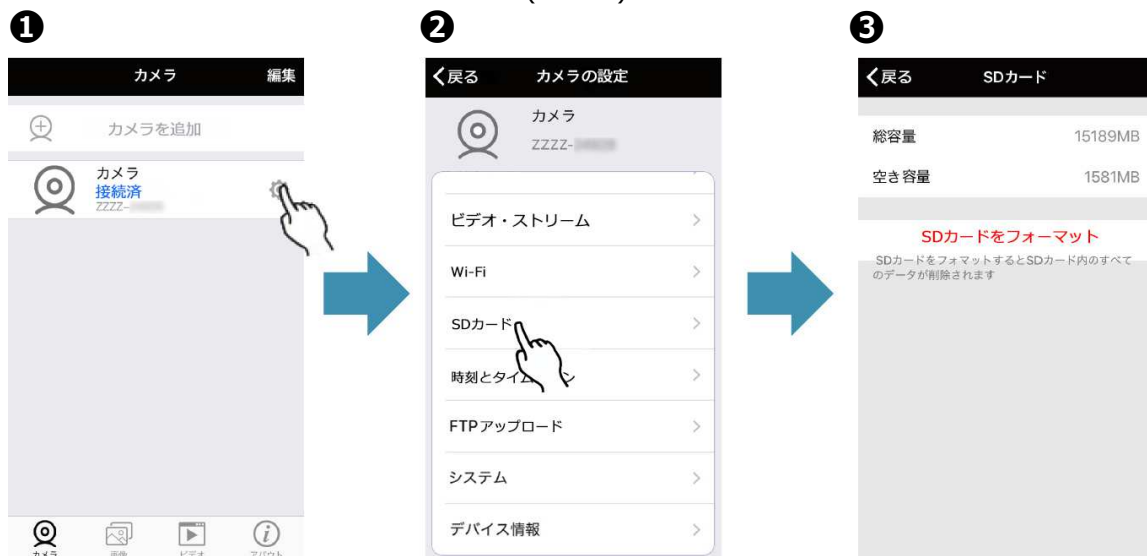 ❶
カメラ 編集
カメラを追加
カメラ
接続済
ZZZZ-
カメラ
画像
ビデオ
アバウト
❷
戻る カメラの設定
カメラ
ZZZZ-
ビデオ・ストリーム
Wi-Fi
SDカード
時刻とタイ
FTPアップロード
システム
デバイス情報
❸
戻る SDカード
総容量 15189MB
空き容量 1581MB
SDカードをフォーマット
SDカードをフォーマットするとSDカード内のすべて
のデータが削除されます